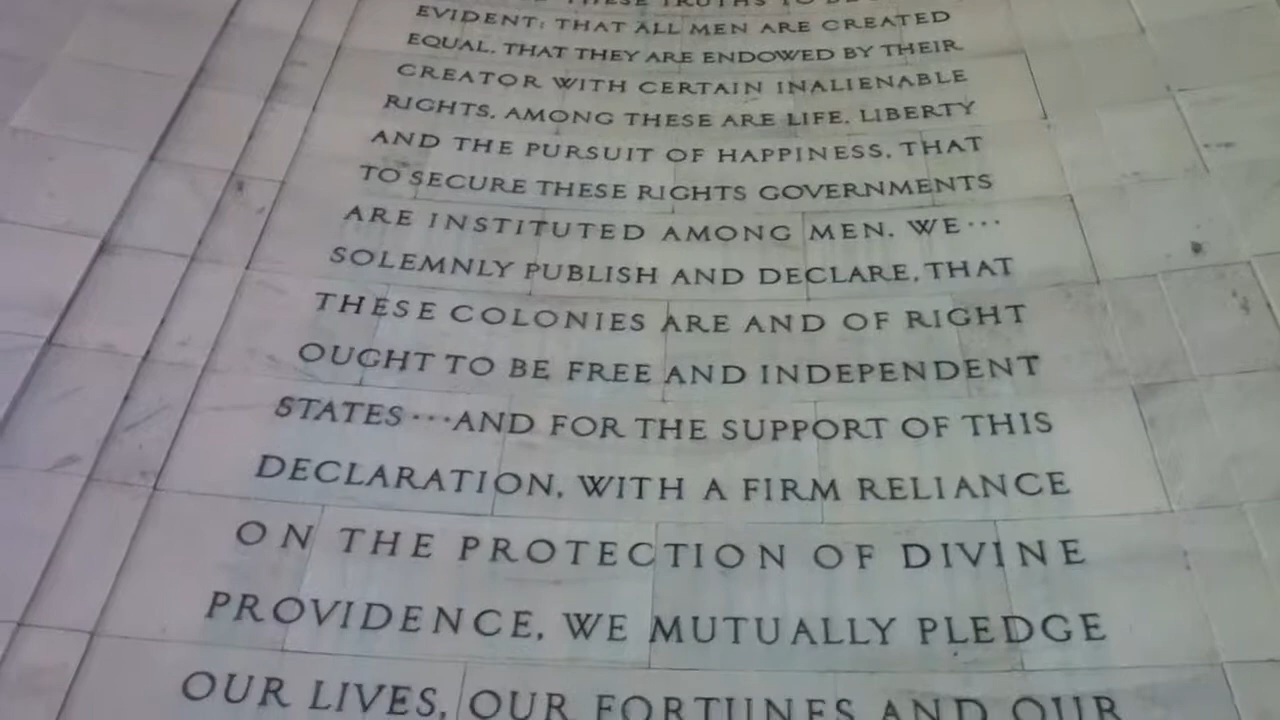 THESE TRUTHS TO BE
EVIDENT: THAT ALL MEN ARE CREATED
EQUAL, THAT THEY ARE ENDOWED BY THEIR
CREATOR WITH CERTAIN INALIENABLE
RIGHTS, AMONG THESE ARE LIFE, LIBERTY
AND THE PURSUIT OF HAPPINESS, THAT
TO SECURE THESE RIGHTS GOVERNMENTS
ARE INSTITUTED AMONG MEN. WE···
SOLEMNLY PUBLISH AND DECLARE, THAT
THESE COLONIES ARE AND OF RIGHT
OUGHT TO BE FREE AND INDEPENDENT
STATES···AND FOR THE SUPPORT OF THIS
DECLARATION, WITH A FIRM RELIANCE
ON THE PROTECTION OF DIVINE
PROVIDENCE, WE MUTUALLY PLEDGE
OUR LIVES, OUR FORTUNES AND OUR